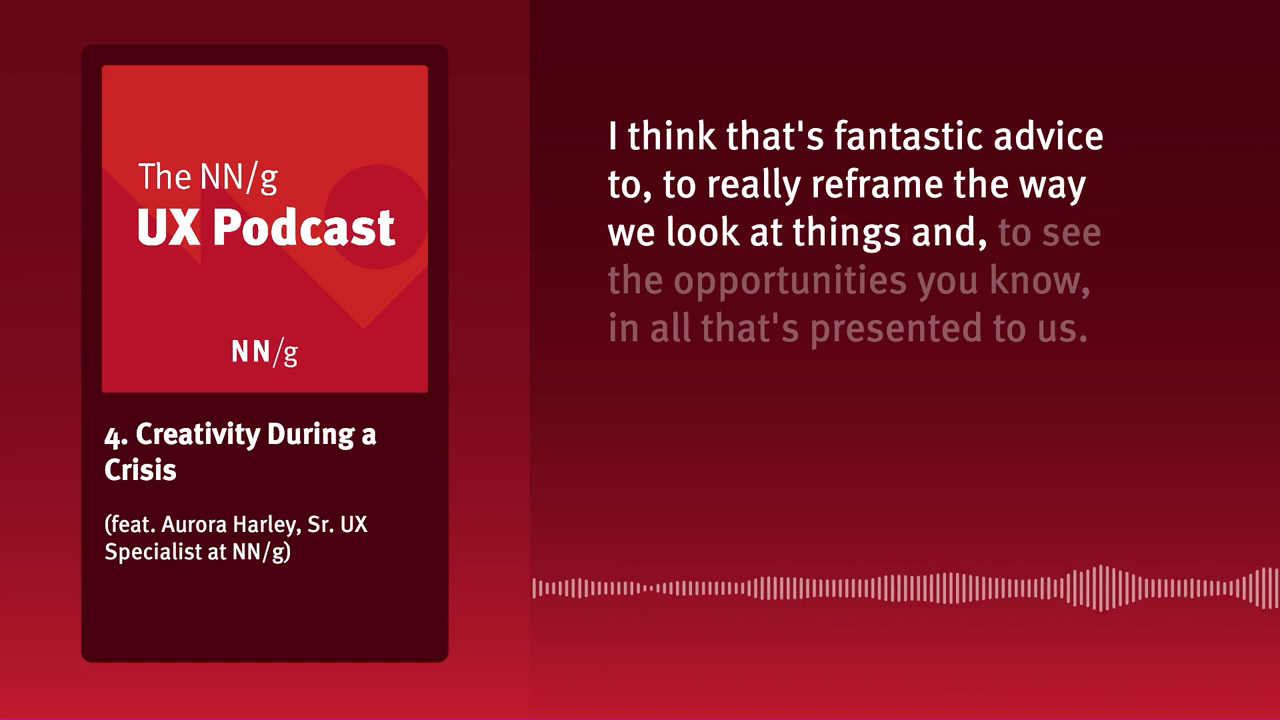 The NN/g
UX Podcast
NN/g
4. Creativity During a
Crisis
(feat. Aurora Harley, Sr. UX
Specialist at NN/g)
I think that's fantastic advice
to, to really reframe the way
we look at things and, to see
the opportunities you know,
in all that's presented to us.